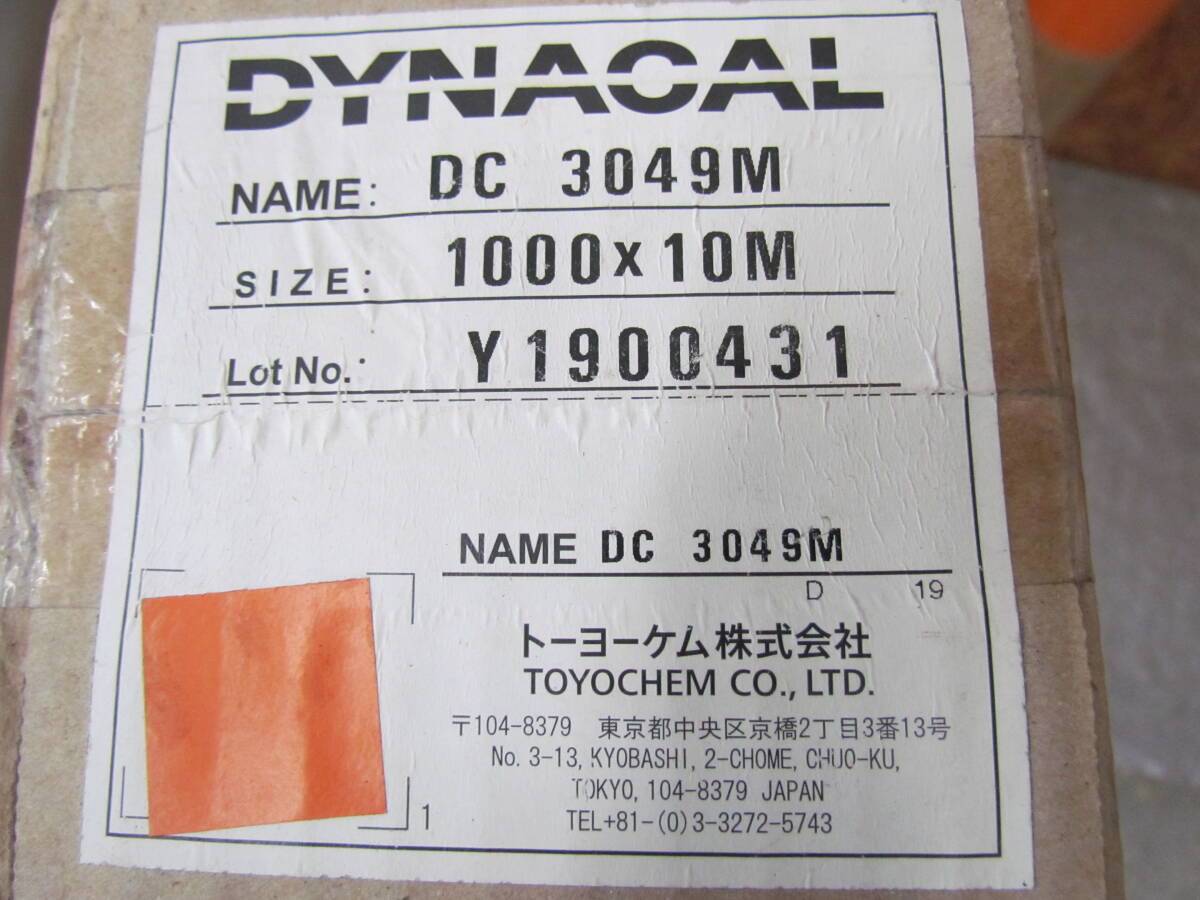 DYNACAL
NAME: DC 3049M
SIZE: 1000x10M
Lot No.: Y1900431
NAME DC 3049M
D 19
トーヨーケム株式会社
TOYOCHEM CO., LTD.
〒104-8379 東京都中央区京橋2丁目3番13号
No. 3-13, KYOBASHI, 2-CHOME, CHUO-KU,
TOKYO, 104-8379 JAPAN
TEL+81-(0)3-3272-5743
1